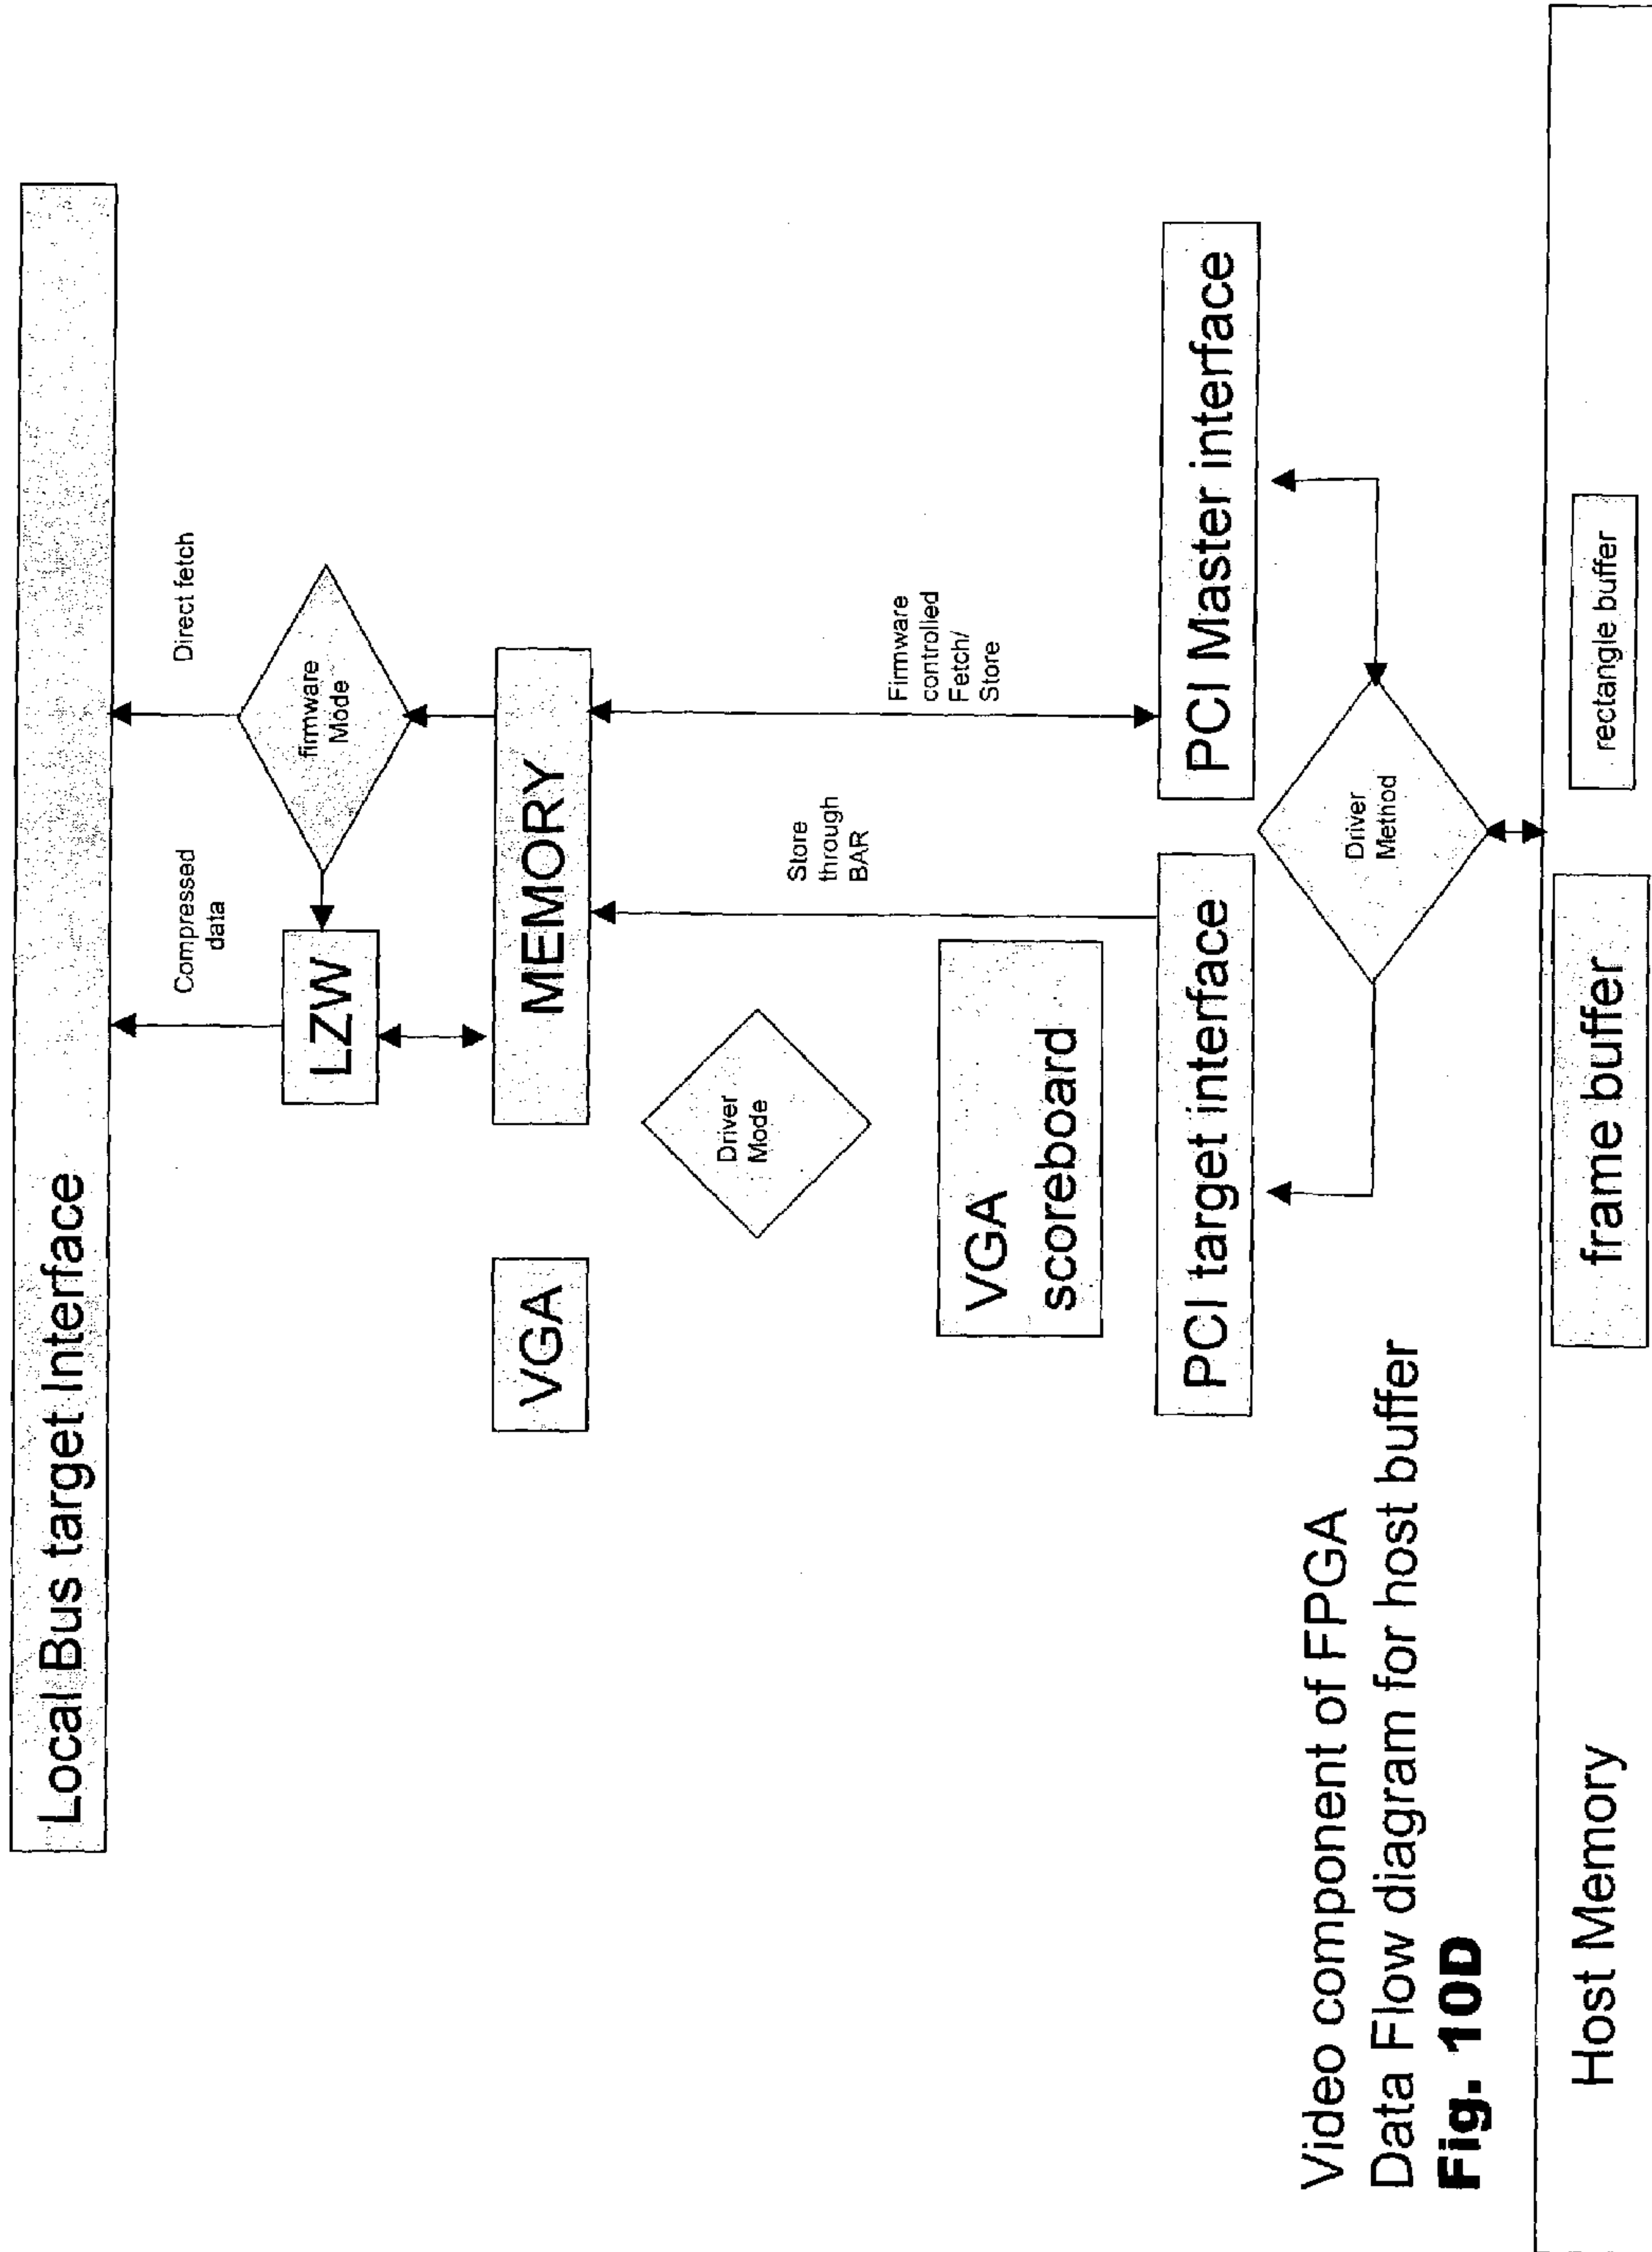 Local Bus target Interface
Compressed
data
Direct fetch
LZW
firmware
Mode
VGA
MEMORY
Driver
Mode
Store
through
BAR
Firmware
controlled
Fetch/
Store
VGA
scoreboard
PCI target interface
PCI Master interface
Driver
Method
Video component of FPGA
Data Flow diagram for host buffer
Fig. 10D
Host Memory
frame buffer
rectangle buffer